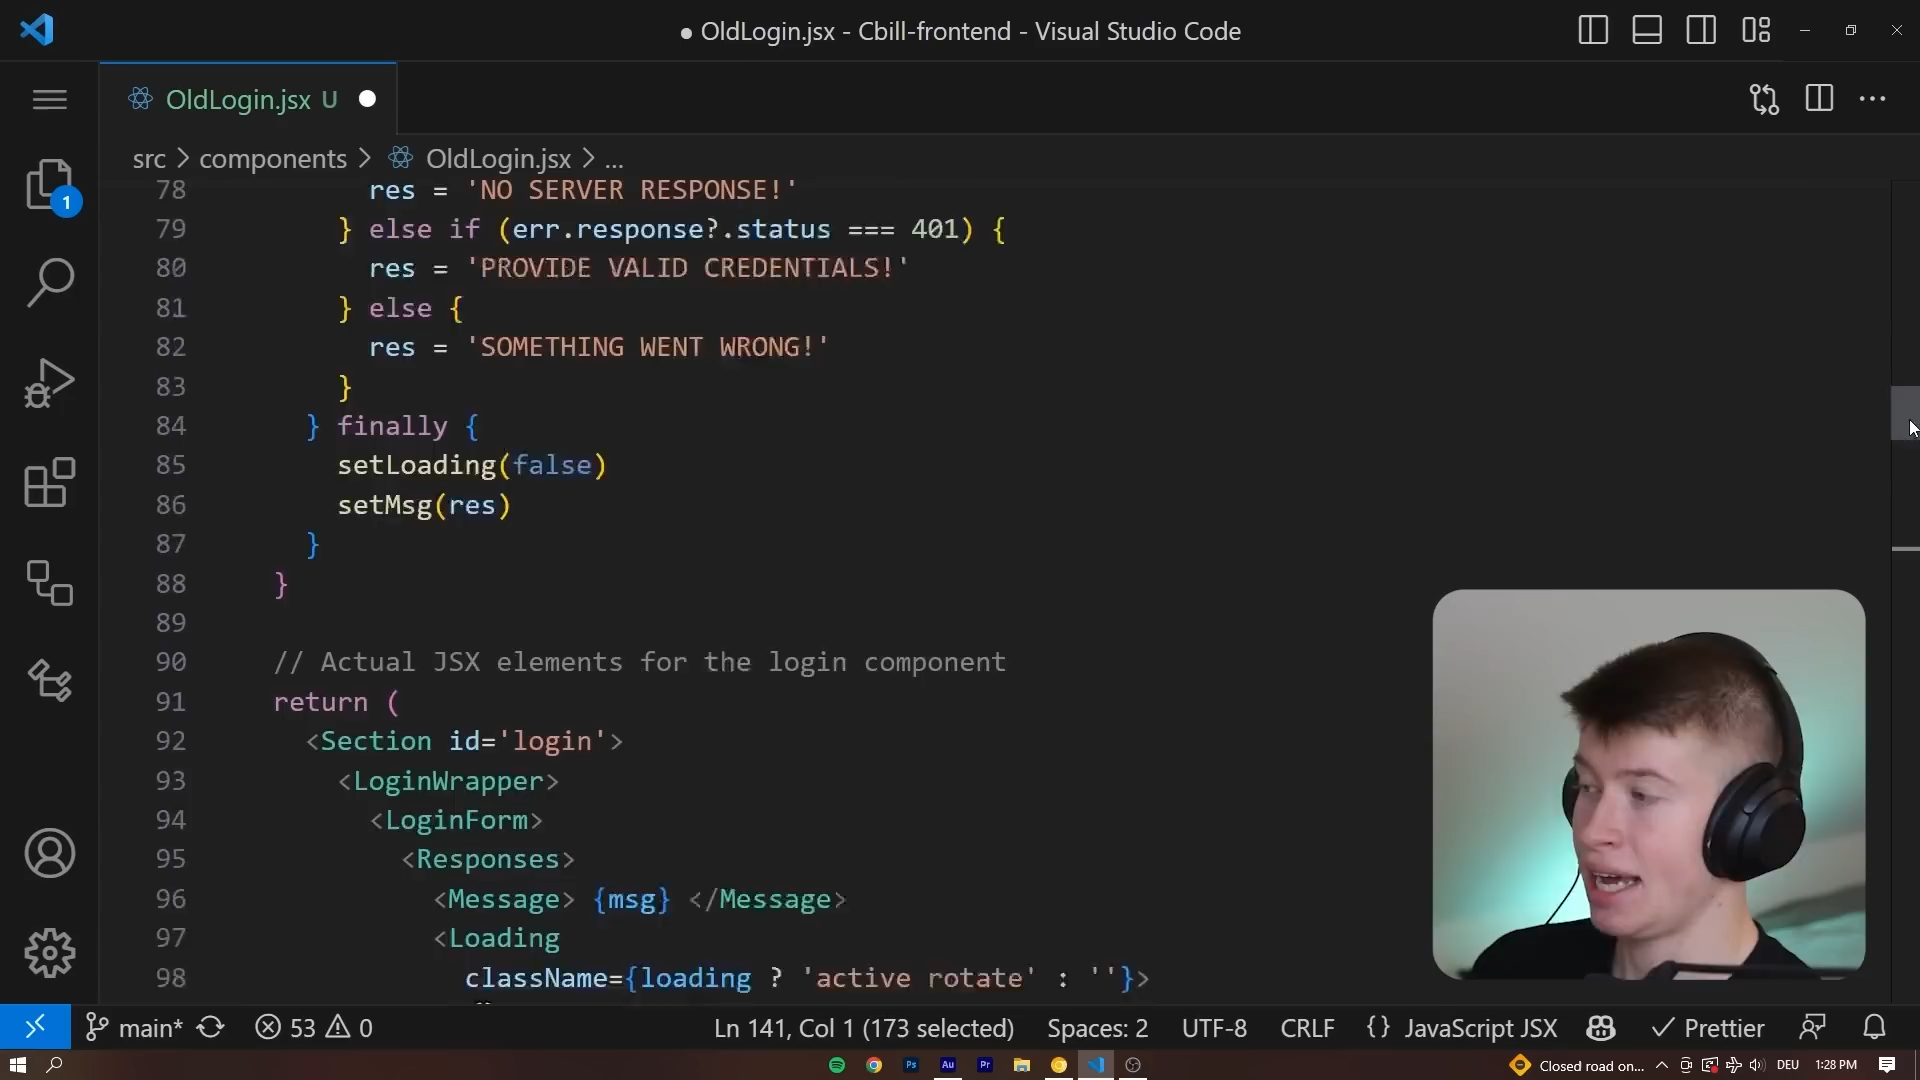 OldLogin.jsx - Cbill-frontend - Visual Studio Code
OldLogin.jsx U
src > components > OldLogin.jsx > ...
1
78 res = 'NO SERVER RESPONSE!'
79 } else if (err.response?.status === 401) {
80 res = 'PROVIDE VALID CREDENTIALS!'
81 } else {
82 res = 'SOMETHING WENT WRONG!'
83 }
84 } finally {
85 setLoading(false)
86 setMsg(res)
87 }
88 }
89
90 // Actual JSX elements for the login component
91 return (
92 <Section id='login'>
93 <LoginWrapper>
94 <LoginForm>
95 <Responses>
96 <Message> {msg} </Message>
97 <Loading
98 className={loading ? 'active rotate' : ''}>
main* 53 0 Ln 141, Col 1 (173 selected) Spaces: 2 UTF-8 CRLF {} JavaScript JSX Prettier
Ps Au Pr Closed road on... DEU 1:28 PM